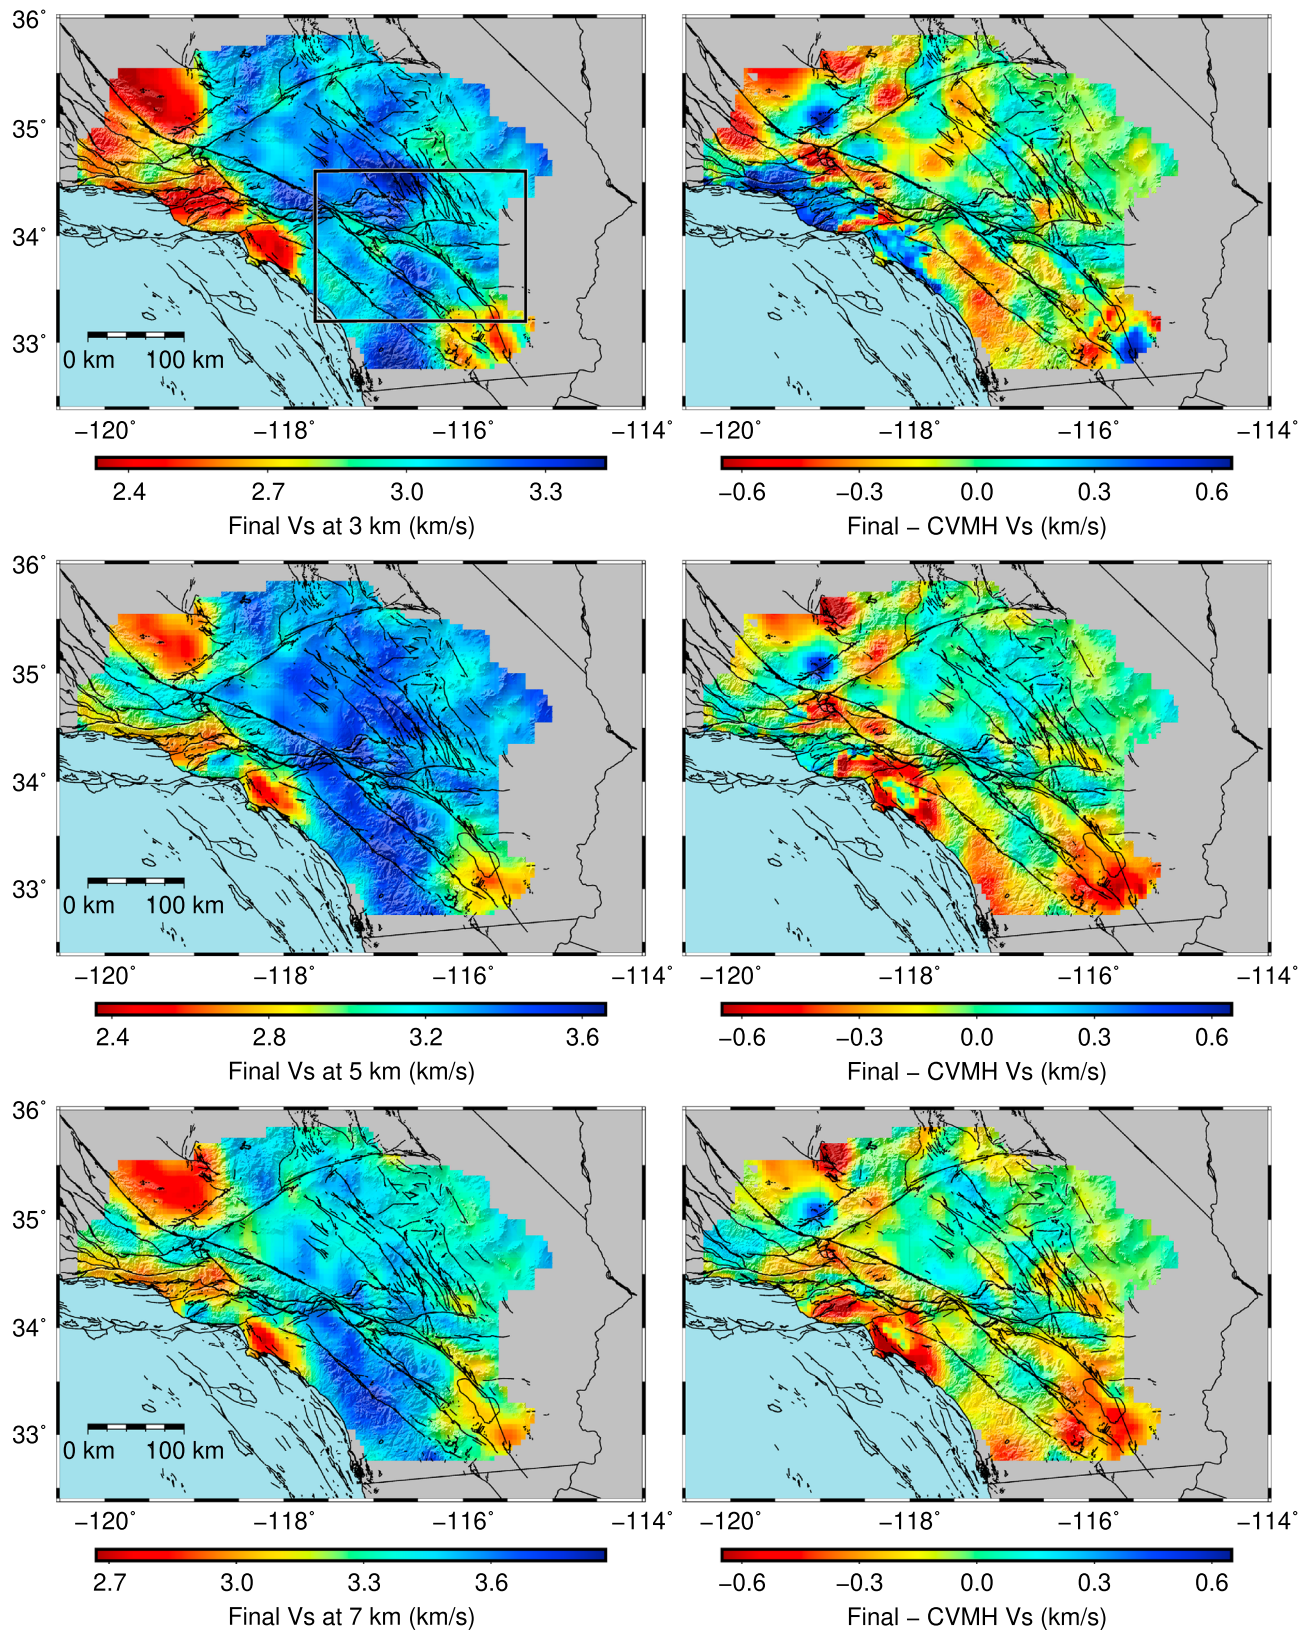 36˚
35˚
34˚
33˚
0 km 100 km
−120˚ −118˚ −116˚ −114˚
−120˚ −118˚ −116˚ −114˚
2.4 2.7 3.0 3.3
Final Vs at 3 km (km/s)
−0.6 −0.3 0.0 0.3 0.6
Final − CVMH Vs (km/s)
36˚
35˚
34˚
33˚
0 km 100 km
−120˚ −118˚ −116˚ −114˚
−120˚ −118˚ −116˚ −114˚
2.4 2.8 3.2 3.6
Final Vs at 5 km (km/s)
−0.6 −0.3 0.0 0.3 0.6
Final − CVMH Vs (km/s)
36˚
35˚
34˚
33˚
0 km 100 km
−120˚ −118˚ −116˚ −114˚
−120˚ −118˚ −116˚ −114˚
2.7 3.0 3.3 3.6
Final Vs at 7 km (km/s)
−0.6 −0.3 0.0 0.3 0.6
Final − CVMH Vs (km/s)